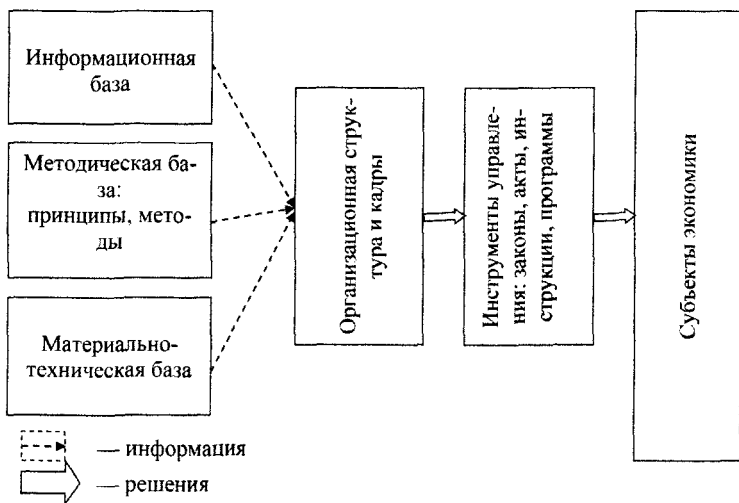 Информационная
база
Методическая ба-
за:
принципы, мето-
ды
Материально-
техническая база
Организационная струк-
тура и кадры
Инструменты управле-
ния: законы, акты, ин-
струкции, программы
Субъекты экономики
— информация
— решения